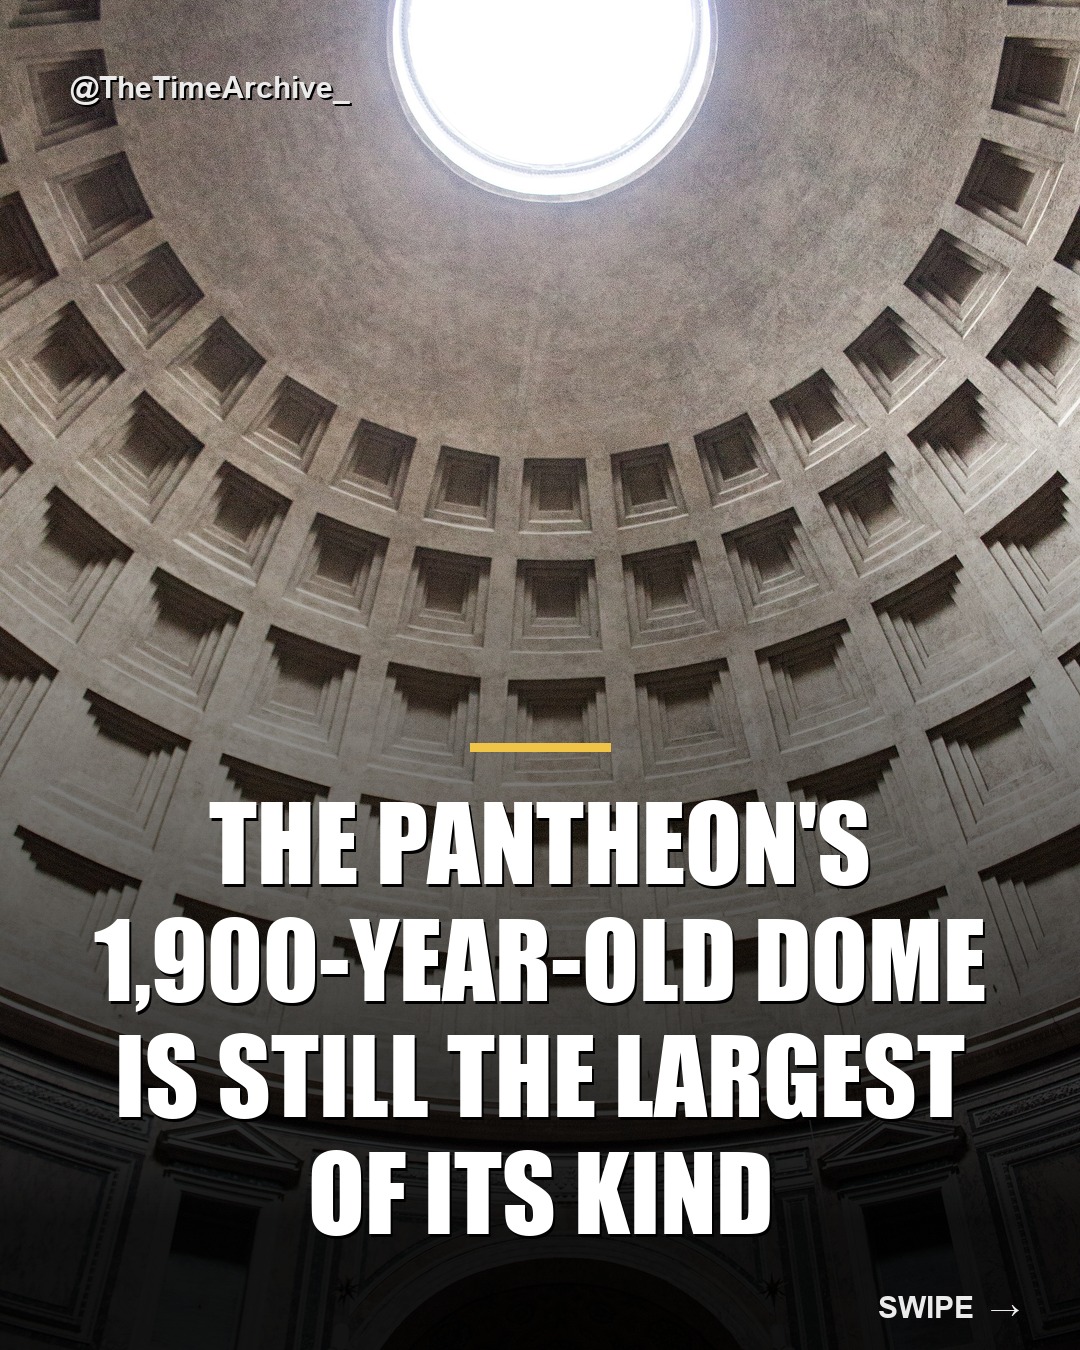 @TheTimeArchive_
THE PANTHEON'S
1,900-YEAR-OLD DOME
IS STILL THE LARGEST
OF ITS KIND
SWIPE →